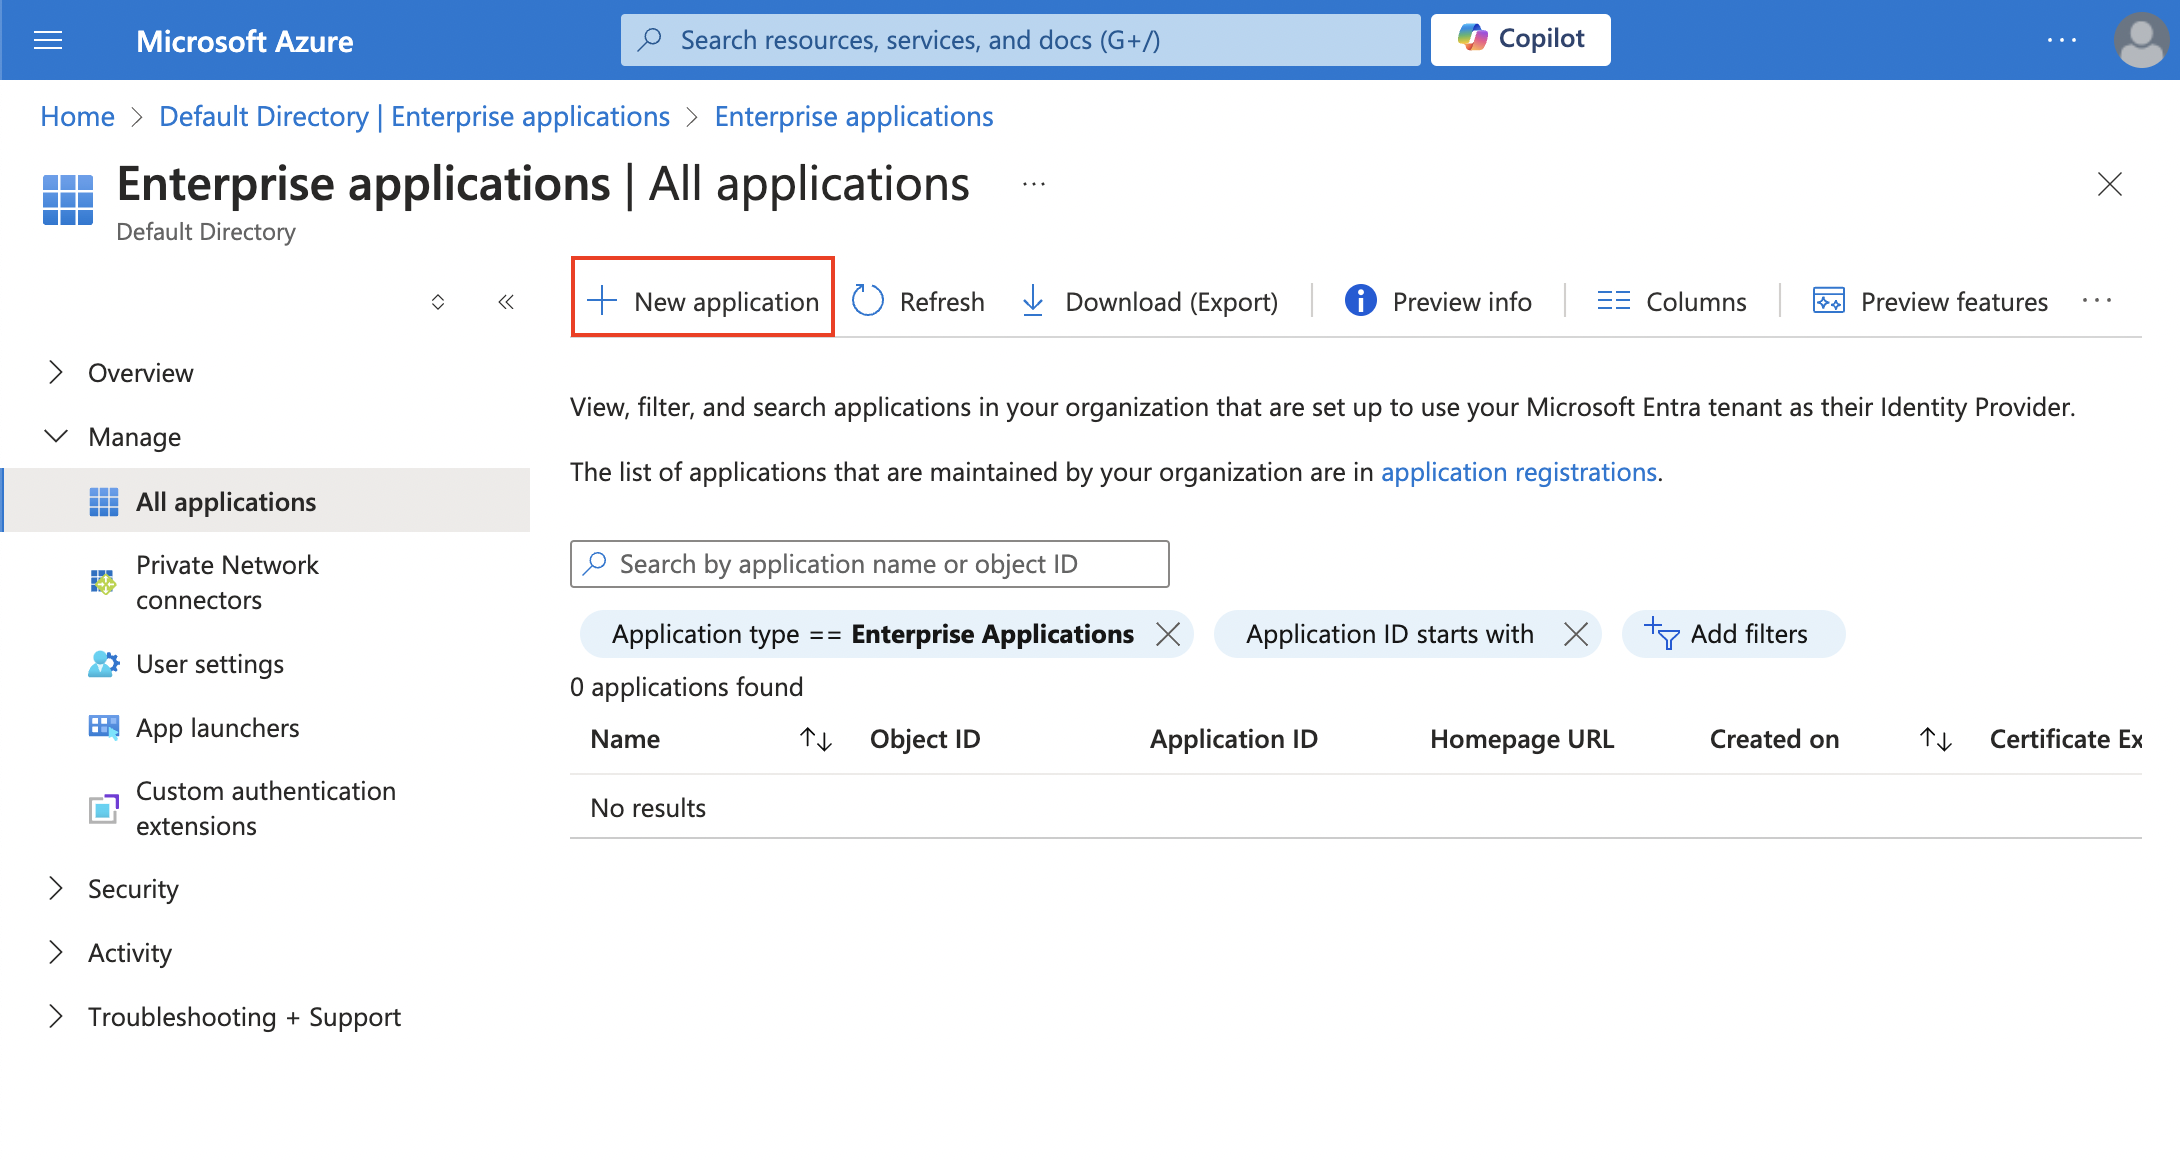 Microsoft Azure
Search resources, services, and docs (G+/)
Copilot
Home > Default Directory | Enterprise applications > Enterprise applications
Enterprise applications | All applications
Default Directory
New application
Refresh
Download (Export)
Preview info
Columns
Preview features
Overview
Manage
All applications
Private Network
connectors
User settings
App launchers
Custom authentication
extensions
Security
Activity
Troubleshooting + Support
View, filter, and search applications in your organization that are set up to use your Microsoft Entra tenant as their Identity Provider.
The list of applications that are maintained by your organization are in application registrations.
Search by application name or object ID
Application type == Enterprise Applications
Application ID starts with
Add filters
0 applications found
Name Object ID Application ID Homepage URL Created on Certificate Ex
No results